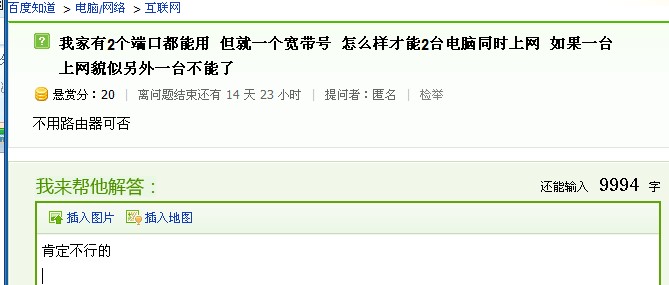 百度知道 > 电脑/网络 > 互联网
我家有2个端口都能用 但就一个宽带号 怎么样才能2台电脑同时上网 如果一台
上网貌似另外一台不能了
悬赏分：20 | 离问题结束还有 14 天 23 小时 | 提问者：匿名 | 检举
不用路由器可否
我来帮他解答：
还能输入 9994 字
插入图片 插入地图
肯定不行的